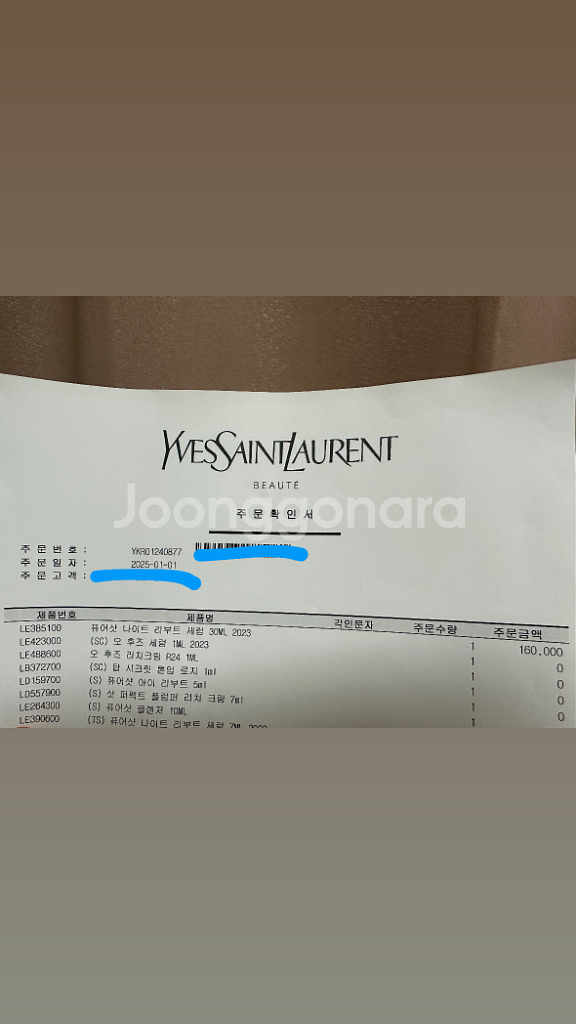 YVESSAINTLAURENT
BEAUTÉ
Joonggonara
주문확인서
주문번호 : YKR01240877
주문일자 : 2025-01-01
주문고객 :
제품번호 제품명 각인문자 주문수량 주문금액
LE385100 퓨어샷 나이트 리부트 세럼 30ML 2023 1 160,000
LE423000 (SC) 오 루즈 세럼 1ML 2023 1 0
LE488600 오 루즈 리치크림 R24 1ML 1 0
LB372700 (SC) 탑 시크릿 톤업 로지 1ml 1 0
LD159700 (S) 퓨어샷 아이 리부트 5ml
LD557900 (S) 샷 퍼펙트 플럼퍼 리치 크림 7ml
LE264300 (S) 퓨어샷 클렌저 10ML
LE390600 (TS) 퓨어샷 나이트 리부트 세럼 7ML